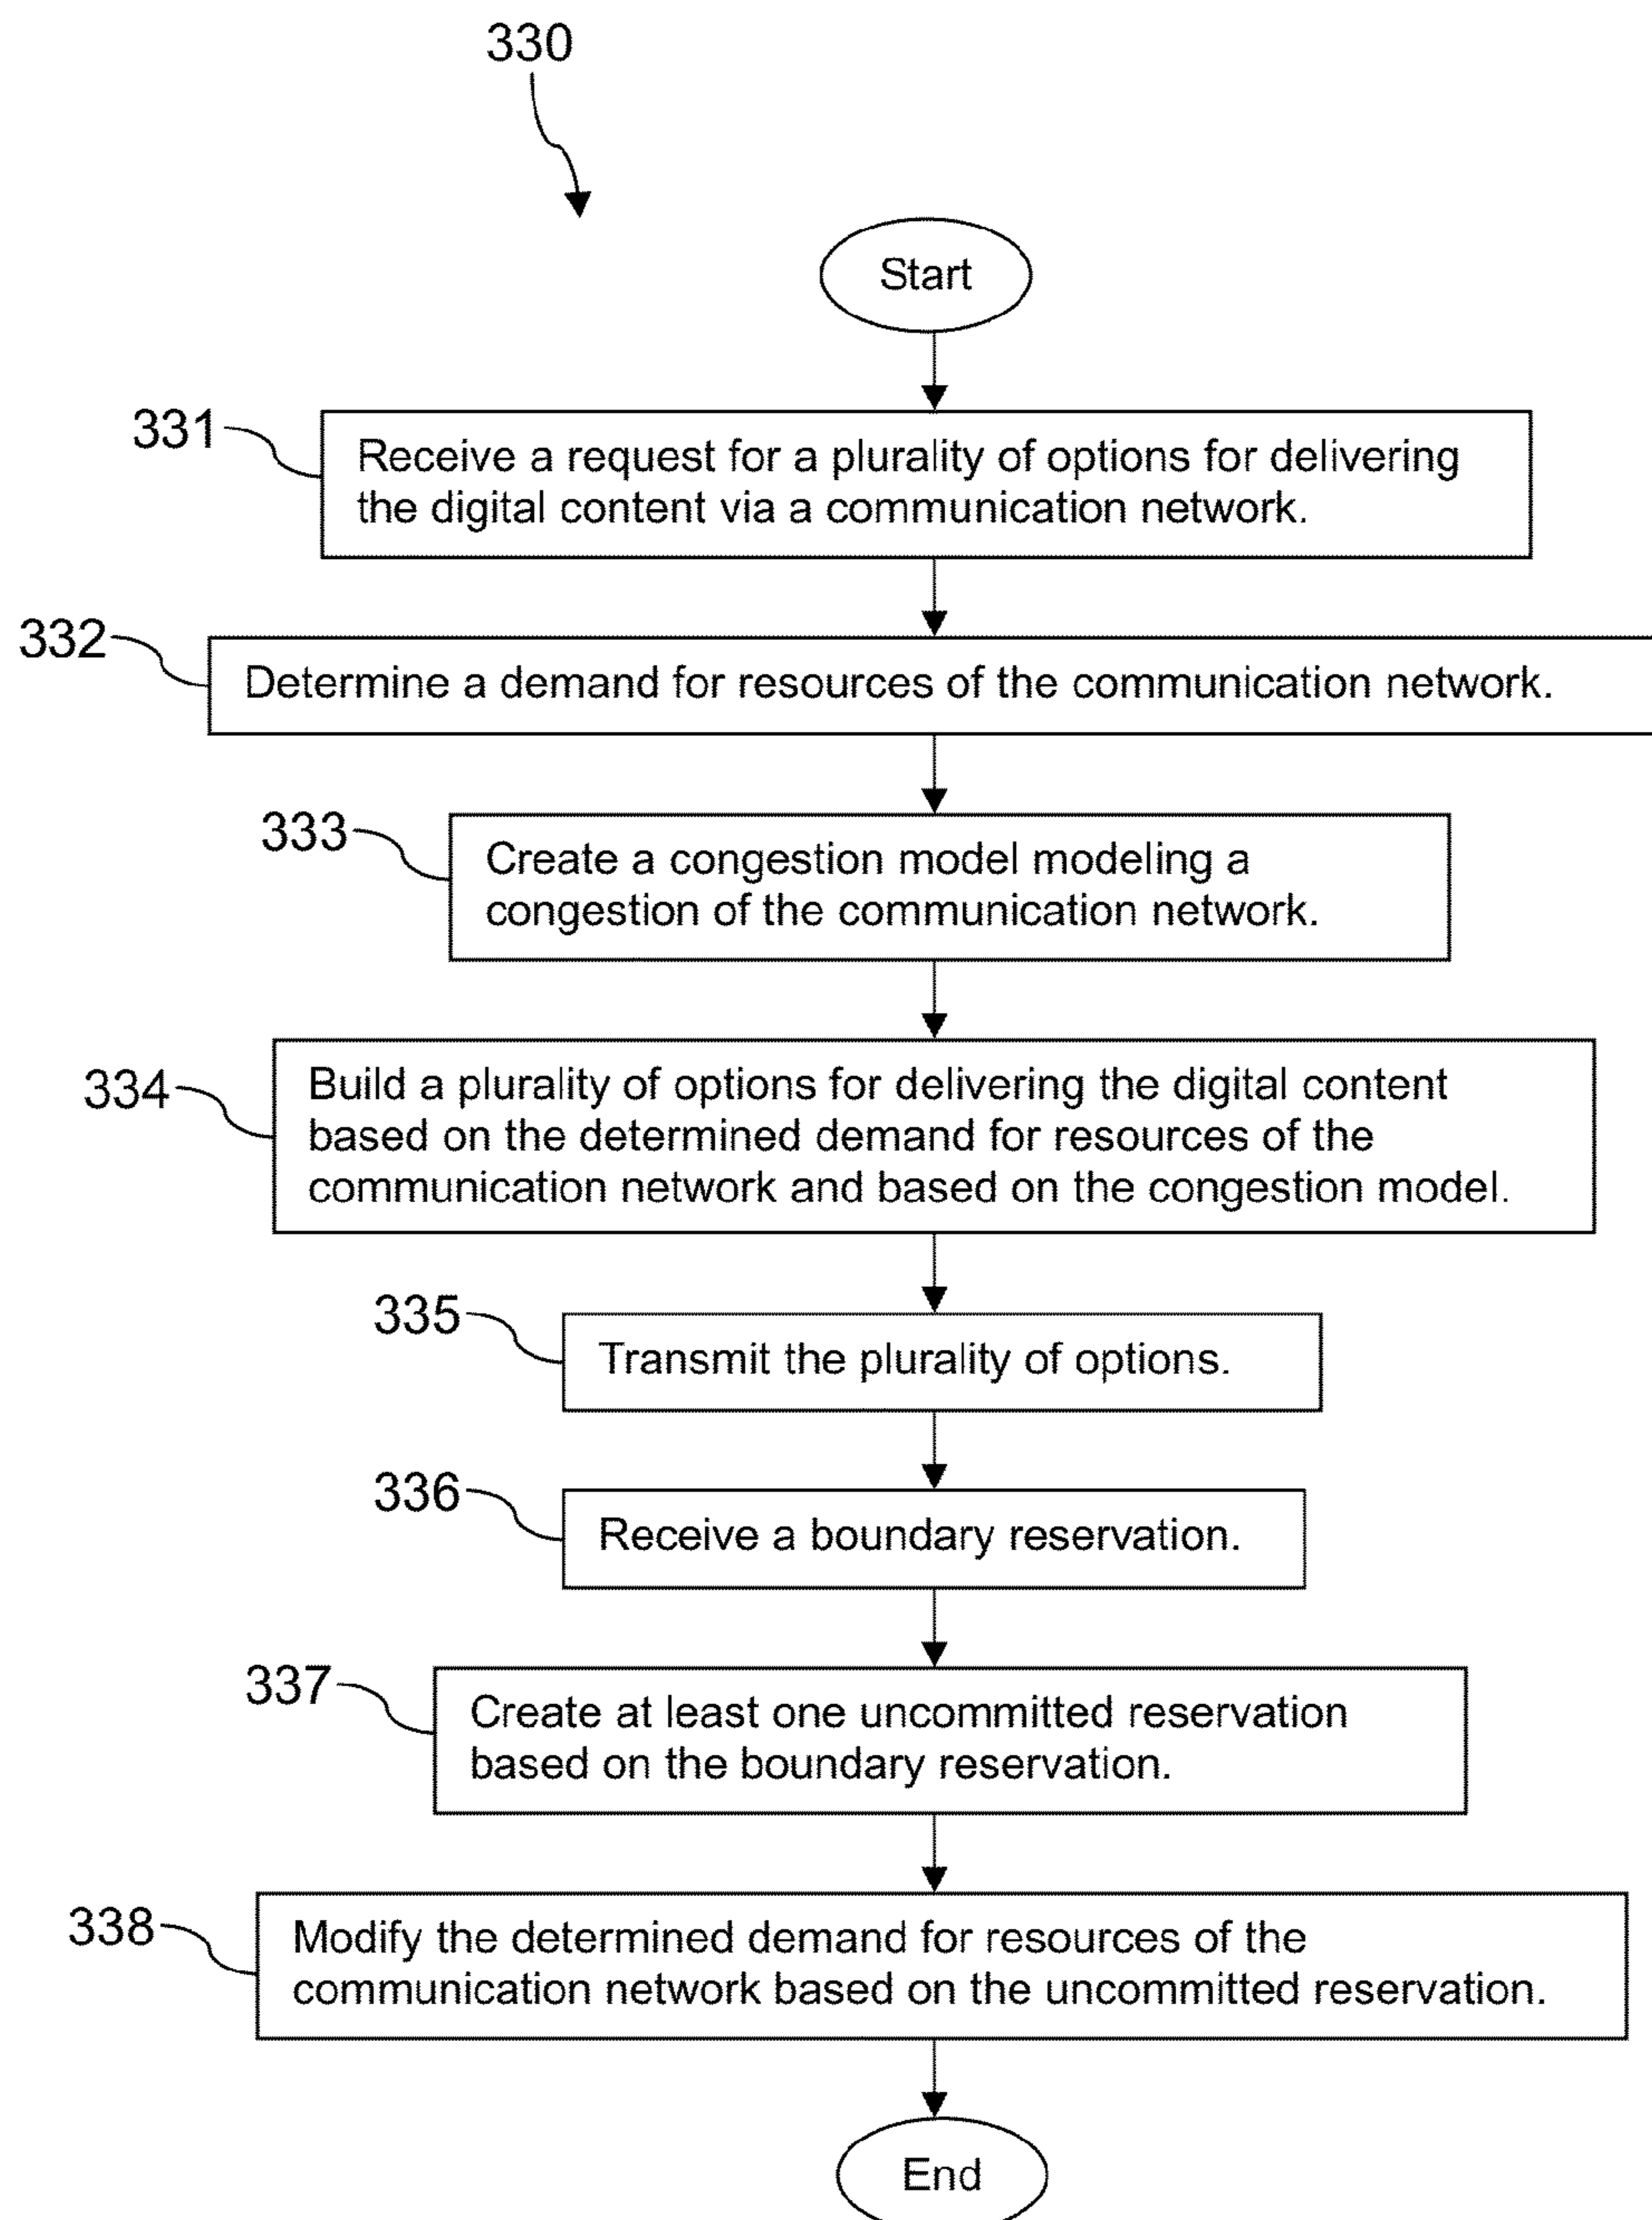 330
Start
331
Receive a request for a plurality of options for delivering
the digital content via a communication network.
332
Determine a demand for resources of the communication network.
333
Create a congestion model modeling a
congestion of the communication network.
334
Build a plurality of options for delivering the digital content
based on the determined demand for resources of the
communication network and based on the congestion model.
335
Transmit the plurality of options.
336
Receive a boundary reservation.
337
Create at least one uncommitted reservation
based on the boundary reservation.
338
Modify the determined demand for resources of the
communication network based on the uncommitted reservation.
End